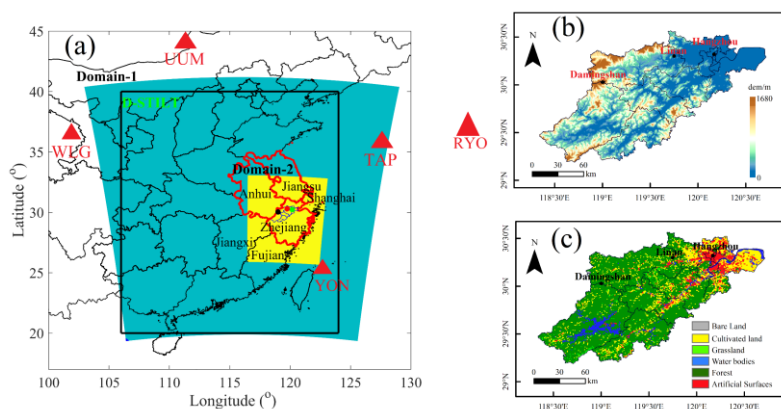 (a)
45
40
35
30
25
20
Latitude (°)
100
105
110
115
120
125
130
Longitude (°)
UUM
Domain-1
D-STILT
WLG
TAP
RYO
Domain-2
Jiangsu
Anhui
Shanghai
Zhejiang
Jiangxi
Fujian
YON
(b)
N
Hangzhou
Linan
Damingshan
dem/m
1680
0
0 30 60
km
30°30'N
30°N
29°30'N
29°N
118°30'E
119°E
119°30'E
120°E
120°30'E
(c)
N
Hangzhou
Linan
Damingshan
Bare Land
Cultivated land
Grassland
Water bodies
Forest
Artificial Surfaces
0 30 60
km
30°30'N
30°N
29°30'N
29°N
118°30'E
119°E
119°30'E
120°E
120°30'E